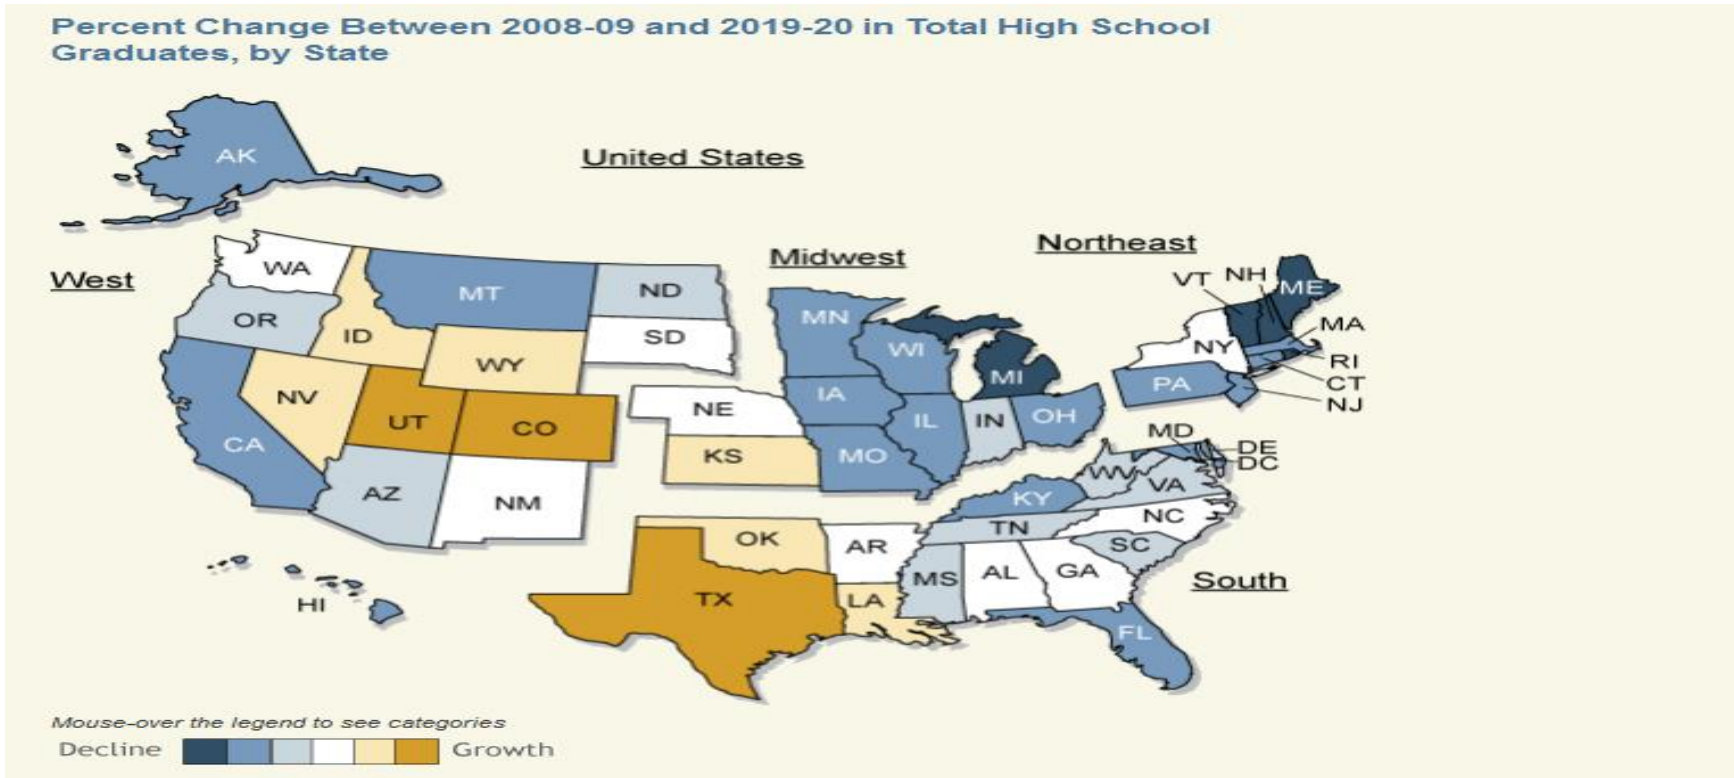 Percent Change Between 2008-09 and 2019-20 in Total High School
Graduates, by State
AK
United States
Northeast
Midwest
West
VT NH ME
WA
MT
ND
MN
MA
OR
ID
SD
WI
NY
RI
WY
MI
PA
CT
NV
NE
IA
NJ
UT
CO
IL
IN
OH
CA
KS
MO
MD
DE
DC
WV
VA
AZ
NM
KY
NC
TN
OK
AR
SC
MS
AL
GA
South
HI
TX
LA
FL
Mouse-over the legend to see categories
Decline Growth